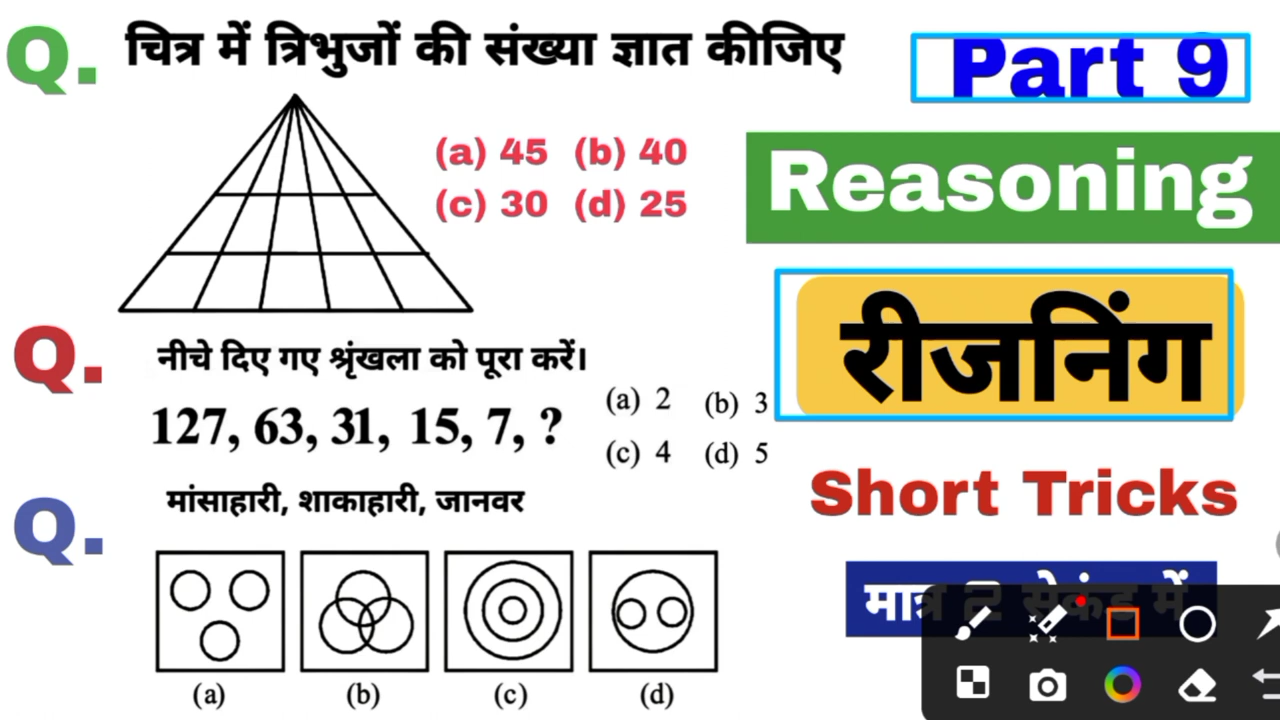 Q. चित्र में त्रिभुजों की संख्या ज्ञात कीजिए
Part 9
(a) 45 (b) 40
(c) 30 (d) 25
Reasoning
रीजनिंग
Q. नीचे दिए गए श्रृंखला को पूरा करें।
127, 63, 31, 15, 7, ?
(a) 2 (b) 3
(c) 4 (d) 5
Short Tricks
Q. मांसाहारी, शाकाहारी, जानवर
मात्र 2 सेकंड में
(a) (b) (c) (d)